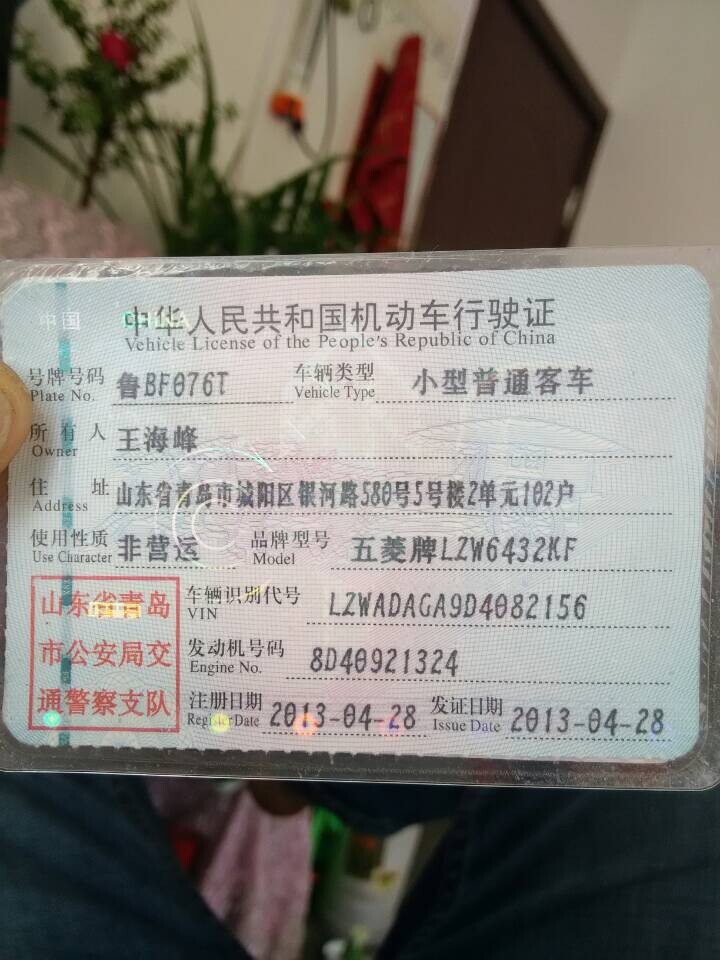 中国 CHINA
中华人民共和国机动车行驶证
Vehicle License of the People's Republic of China
号牌号码 鲁BF076T 车辆类型 小型普通客车
Plate No. Vehicle Type
所有人 王海峰
Owner
住址 山东省青岛市城阳区银河路580号5号楼2单元102户
Address
使用性质 非营运 品牌型号 五菱牌LZW6432KF
Use Character Model
山东省青岛
市公安局交
通警察支队
车辆识别代号 LZWADAGA9D4082156
VIN
发动机号码 8D40921324
Engine No.
注册日期 2013-04-28 发证日期 2013-04-28
Register Date Issue Date